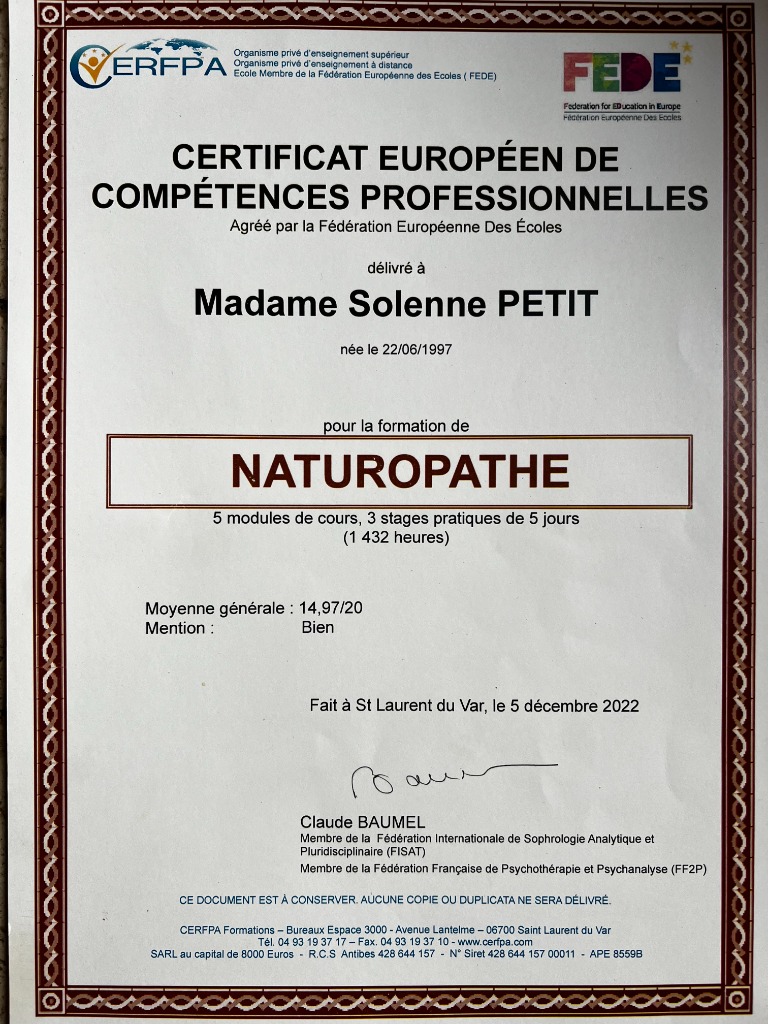 CERFPA
Organisme privé d'enseignement supérieur
Organisme privé d'enseignement à distance
Ecole Membre de la Fédération Européenne des Ecoles ( FEDE)
FEDE
Federation for EDucation in Europe
Fédération Européenne Des Ecoles
CERTIFICAT EUROPÉEN DE
COMPÉTENCES PROFESSIONNELLES
Agréé par la Fédération Européenne Des Écoles
délivré à
Madame Solenne PETIT
née le 22/06/1997
pour la formation de
NATUROPATHE
5 modules de cours, 3 stages pratiques de 5 jours
(1 432 heures)
Moyenne générale : 14,97/20
Mention : Bien
Fait à St Laurent du Var, le 5 décembre 2022
Claude BAUMEL
Membre de la Fédération Internationale de Sophrologie Analytique et
Pluridisciplinaire (FISAT)
Membre de la Fédération Française de Psychothérapie et Psychanalyse (FF2P)
CE DOCUMENT EST À CONSERVER. AUCUNE COPIE OU DUPLICATA NE SERA DÉLIVRÉ.
CERFPA Formations – Bureaux Espace 3000 - Avenue Lantelme – 06700 Saint Laurent du Var
Tél. 04 93 19 37 17 – Fax. 04 93 19 37 10 - www.cerfpa.com
SARL au capital de 8000 Euros - R.C.S Antibes 428 644 157 - N° Siret 428 644 157 00011 - APE 8559B